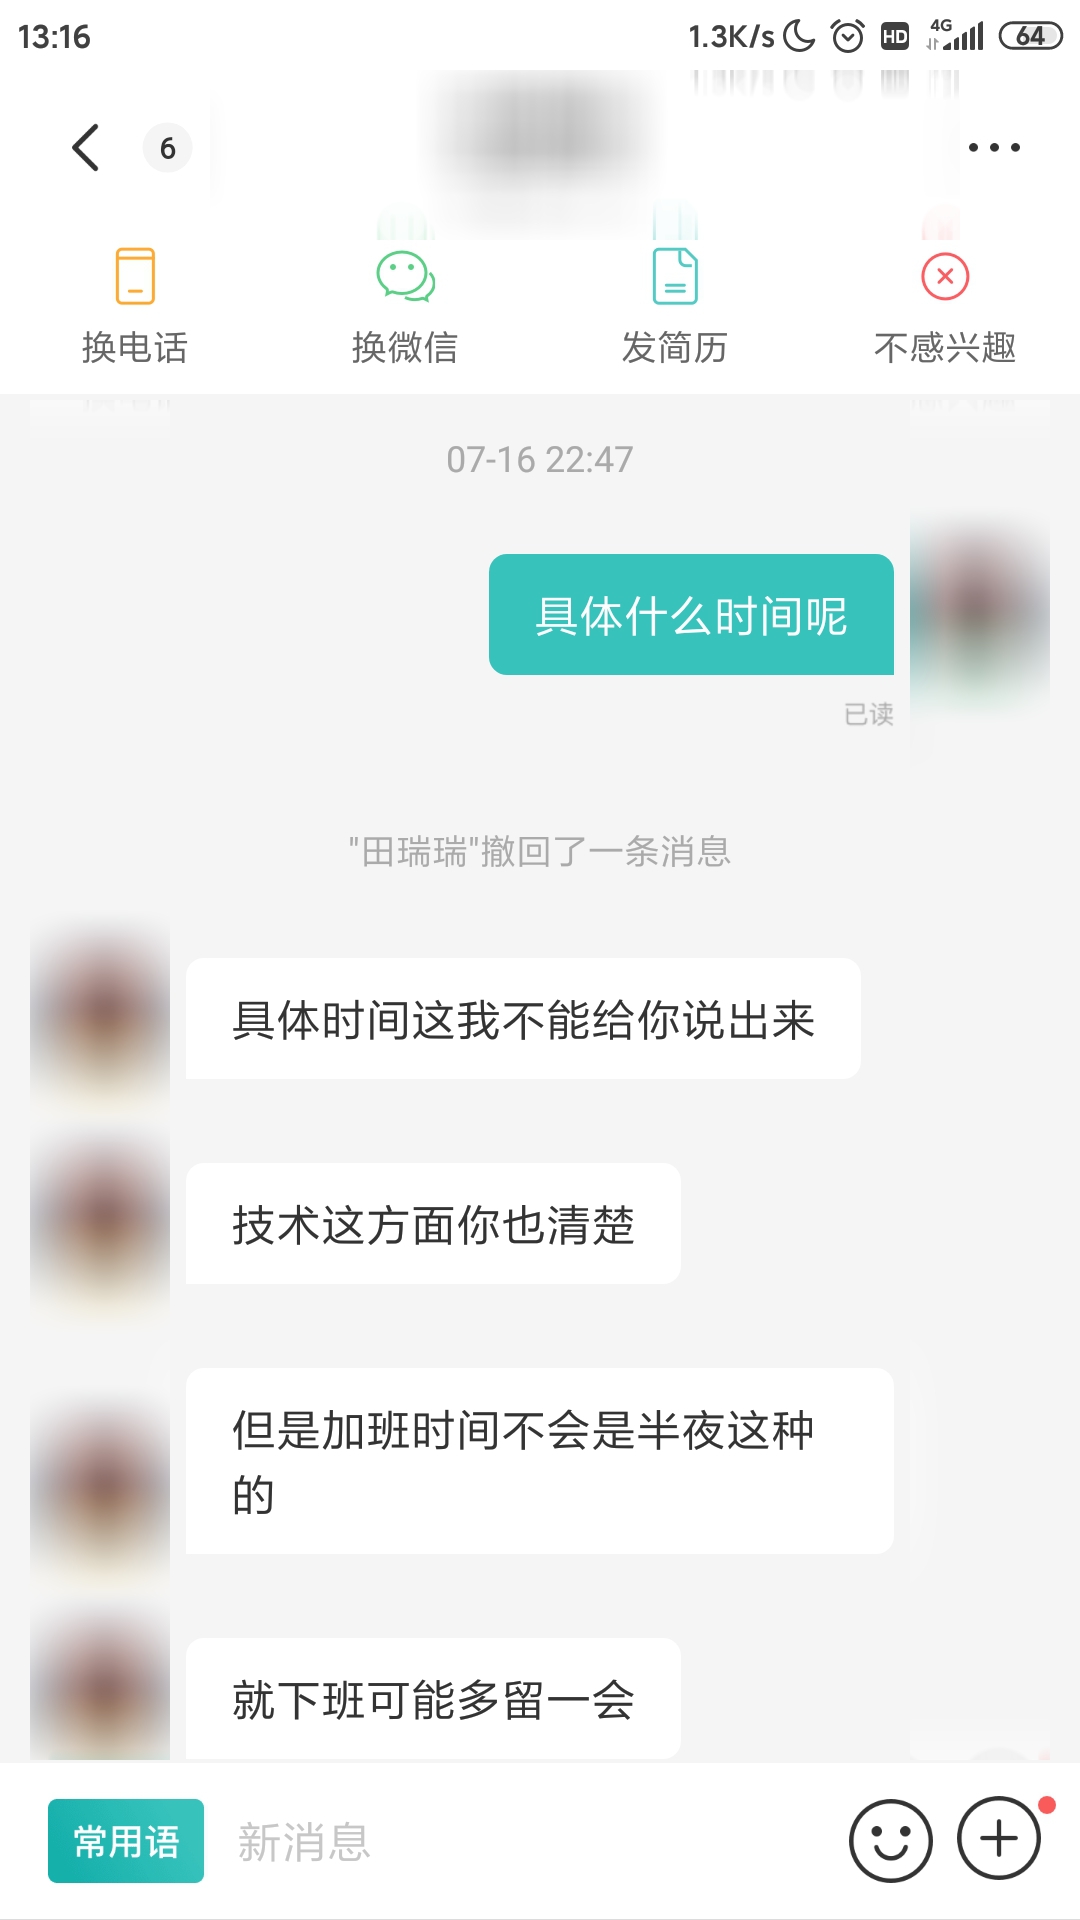 13:16
1.3K/s HD 4G 64
6
换电话 换微信 发简历 不感兴趣
07-16 22:47
具体什么时间呢
已读
"田瑞瑞"撤回了一条消息
具体时间这我不能给你说出来
技术这方面你也清楚
但是加班时间不会是半夜这种
的
就下班可能多留一会
常用语 新消息